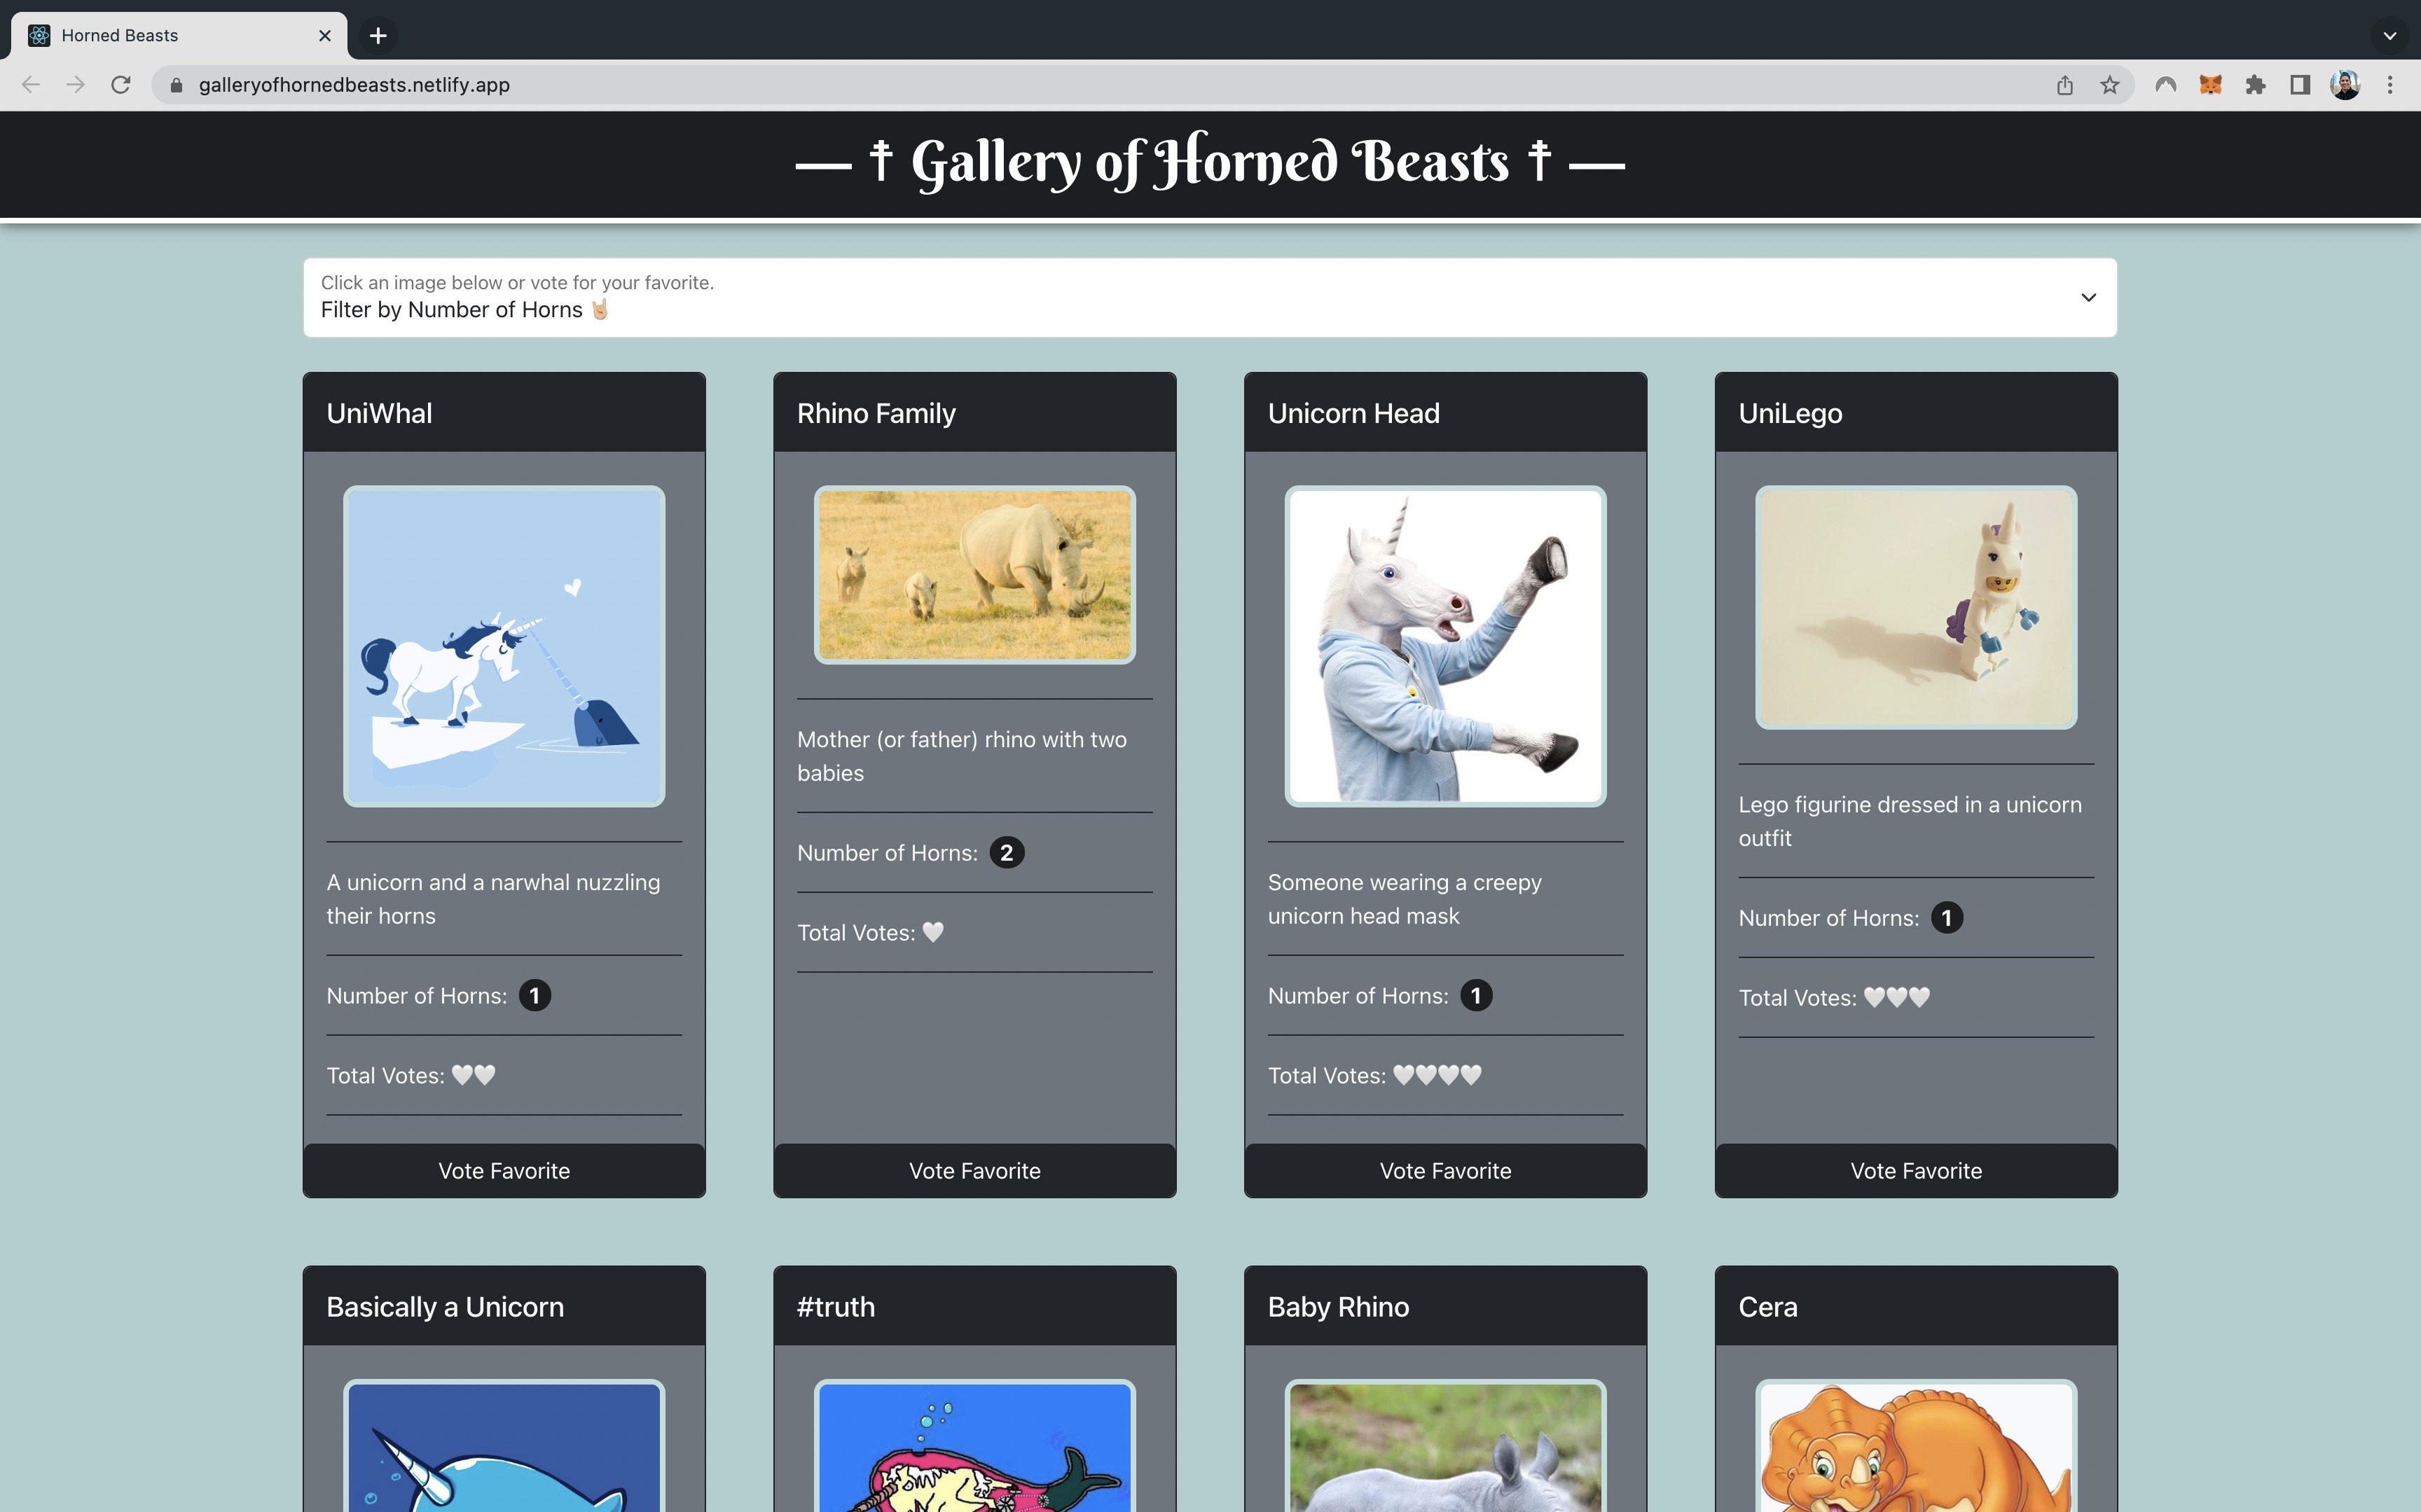 Horned Beasts
galleryofhornedbeasts.netlify.app
— † Gallery of Horned Beasts † —
Click an image below or vote for your favorite.
Filter by Number of Horns 🤘🏼
UniWhal
A unicorn and a narwhal nuzzling
their horns
Number of Horns: 1
Total Votes: 🤍🤍
Vote Favorite
Rhino Family
Mother (or father) rhino with two
babies
Number of Horns: 2
Total Votes: 🤍
Vote Favorite
Unicorn Head
Someone wearing a creepy
unicorn head mask
Number of Horns: 1
Total Votes: 🤍🤍🤍🤍
Vote Favorite
UniLego
Lego figurine dressed in a unicorn
outfit
Number of Horns: 1
Total Votes: 🤍🤍🤍
Vote Favorite
Basically a Unicorn
#truth
Baby Rhino
Cera